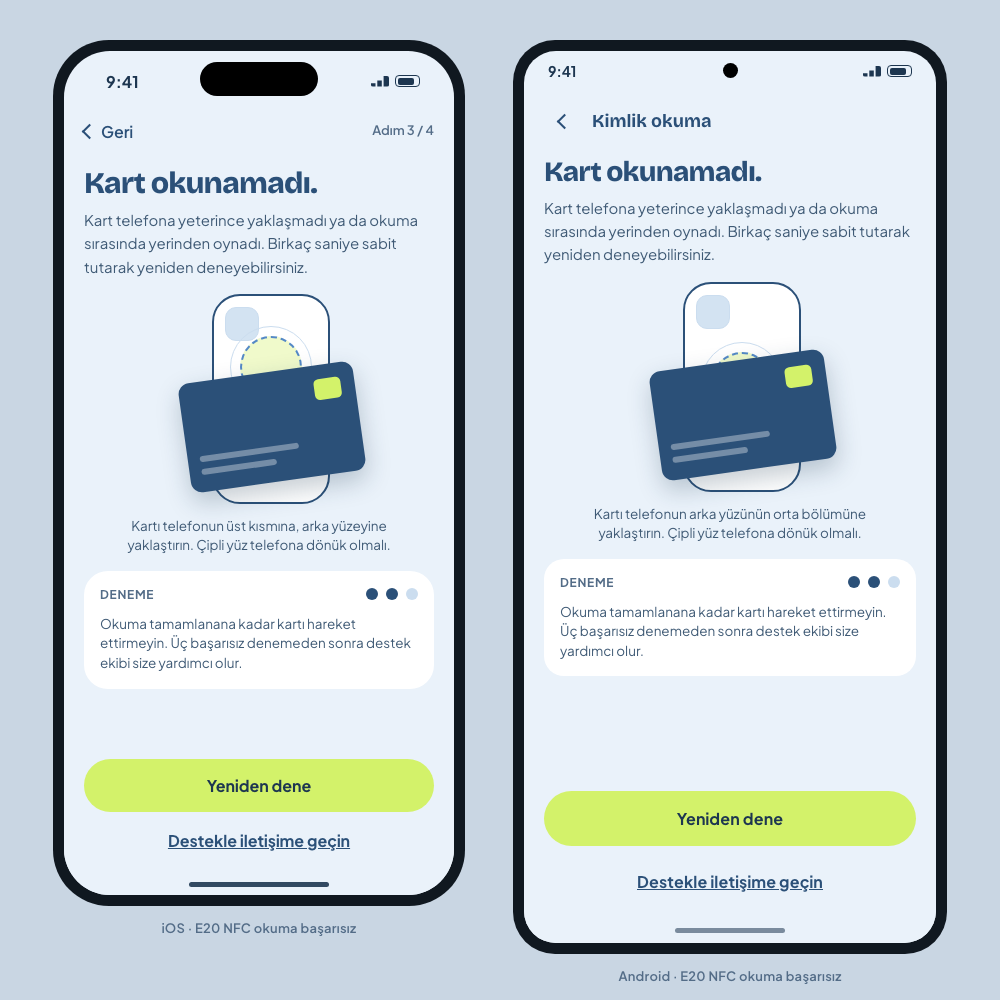 9:41
Geri
Adım 3 / 4
Kart okunamadı.
Kart telefona yeterince yaklaşmadı ya da okuma
sırasında yerinden oynadı. Birkaç saniye sabit
tutarak yeniden deneyebilirsiniz.
Kartı telefonun üst kısmına, arka yüzeyine
yaklaştırın. Çipli yüz telefona dönük olmalı.
DENEME
Okuma tamamlanana kadar kartı hareket
ettirmeyin. Üç başarısız denemeden sonra destek
ekibi size yardımcı olur.
Yeniden dene
Destekle iletişime geçin
iOS · E20 NFC okuma başarısız
9:41
Kimlik okuma
Kart okunamadı.
Kart telefona yeterince yaklaşmadı ya da okuma
sırasında yerinden oynadı. Birkaç saniye sabit tutarak
yeniden deneyebilirsiniz.
Kartı telefonun arka yüzünün orta bölümüne
yaklaştırın. Çipli yüz telefona dönük olmalı.
DENEME
Okuma tamamlanana kadar kartı hareket ettirmeyin.
Üç başarısız denemeden sonra destek ekibi size
yardımcı olur.
Yeniden dene
Destekle iletişime geçin
Android · E20 NFC okuma başarısız